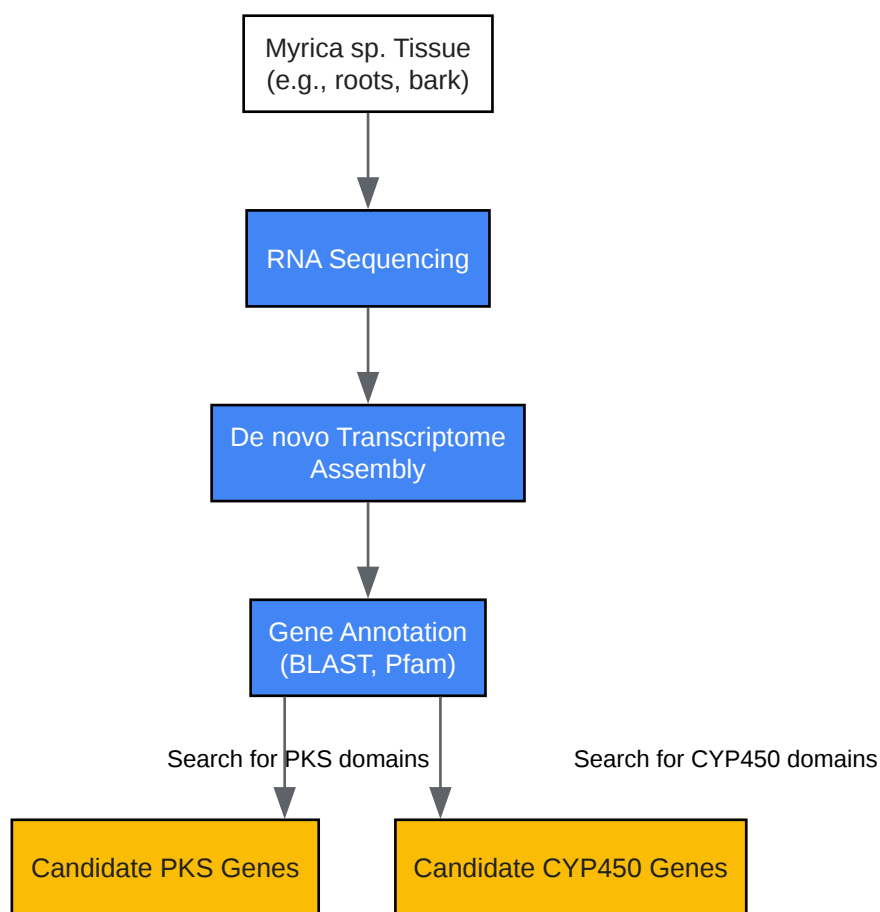 Myrica sp. Tissue
(e.g., roots, bark)
RNA Sequencing
De novo Transcriptome
Assembly
Gene Annotation
(BLAST, Pfam)
Search for PKS domains
Search for CYP450 domains
Candidate PKS Genes
Candidate CYP450 Genes